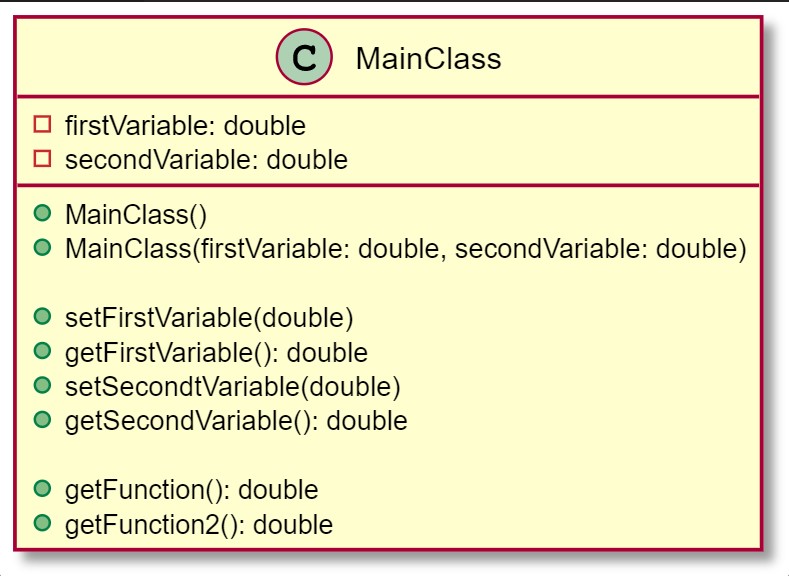 C MainClass
firstVariable: double
secondVariable: double
MainClass()
MainClass(firstVariable: double, secondVariable: double)
setFirstVariable(double)
getFirstVariable(): double
setSecondtVariable(double)
getSecondVariable(): double
getFunction(): double
getFunction2(): double